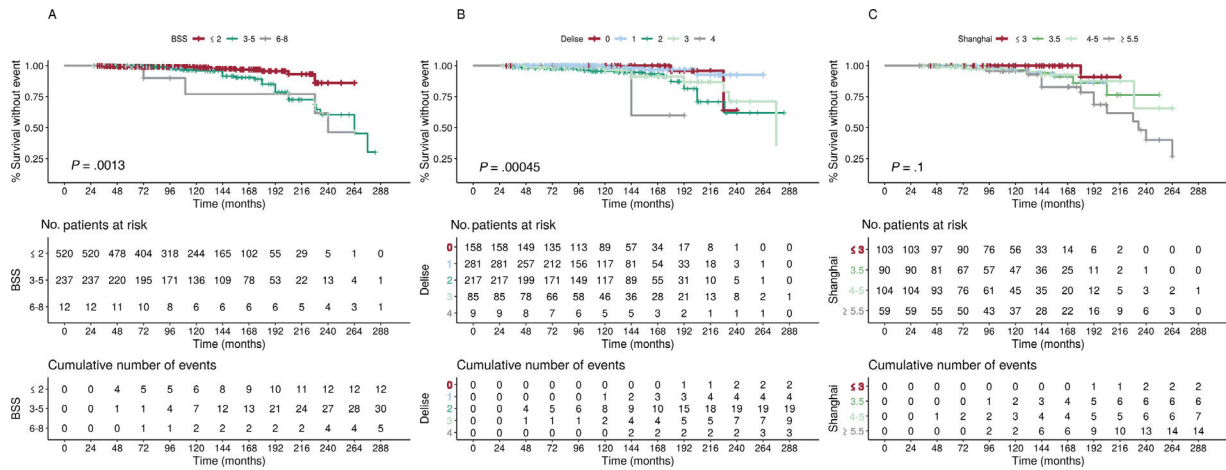 A
BSS ≤ 2 3-5 6-8
% Survival without event
1.00
0.75
0.50
0.25
P = .0013
0 24 48 72 96 120 144 168 192 216 240 264 288
Time (months)
No. patients at risk
BSS
≤ 2 520 520 478 404 318 244 165 102 55 29 5 1 0
3-5 237 237 220 195 171 136 109 78 53 22 13 4 1
6-8 12 12 11 10 8 6 6 6 6 5 4 3 1
0 24 48 72 96 120 144 168 192 216 240 264 288
Time (months)
Cumulative number of events
BSS
≤ 2 0 0 4 5 5 6 8 9 10 11 12 12 12
3-5 0 0 1 1 4 7 12 13 21 24 27 28 30
6-8 0 0 0 1 1 2 2 2 2 2 4 4 5
0 24 48 72 96 120 144 168 192 216 240 264 288
Time (months)
B
Delise 0 1 2 3 4
% Survival without event
1.00
0.75
0.50
0.25
P = .00045
0 24 48 72 96 120 144 168 192 216 240 264 288
Time (months)
No. patients at risk
Delise
0 158 158 149 135 113 89 57 34 17 8 1 0 0
1 281 281 257 212 156 117 81 54 33 18 3 1 0
2 217 217 199 171 149 117 89 55 31 10 5 1 0
3 85 85 78 66 58 46 36 28 21 13 8 2 1
4 9 9 8 7 6 5 5 3 2 1 1 1 0
0 24 48 72 96 120 144 168 192 216 240 264 288
Time (months)
Cumulative number of events
Delise
0 0 0 0 0 0 0 0 0 1 1 2 2 2
1 0 0 0 0 0 1 2 3 3 4 4 4 4
2 0 0 4 5 6 8 9 10 15 18 19 19 19
3 0 0 1 1 1 2 4 4 5 5 7 7 9
4 0 0 0 0 0 0 2 2 2 2 2 3 3
0 24 48 72 96 120 144 168 192 216 240 264 288
Time (months)
C
Shanghai ≤ 3 3.5 4-5 ≥ 5.5
% Survival without event
1.00
0.75
0.50
0.25
P = .1
0 24 48 72 96 120 144 168 192 216 240 264 288
Time (months)
No. patients at risk
Shanghai
≤ 3 103 103 97 90 76 56 33 14 6 2 0 0 0
3.5 90 90 81 67 57 47 36 25 11 2 1 0 0
4-5 104 104 93 76 61 45 35 20 12 5 3 2 1
≥ 5.5 59 59 55 50 43 37 28 22 16 9 6 3 0
0 24 48 72 96 120 144 168 192 216 240 264 288
Time (months)
Cumulative number of events
Shanghai
≤ 3 0 0 0 0 0 0 0 0 1 1 2 2 2
3.5 0 0 0 0 1 2 3 4 5 6 6 6 6
4-5 0 0 1 2 2 3 4 4 5 5 6 6 7
≥ 5.5 0 0 0 0 2 2 6 6 9 10 13 14 14
0 24 48 72 96 120 144 168 192 216 240 264 288
Time (months)